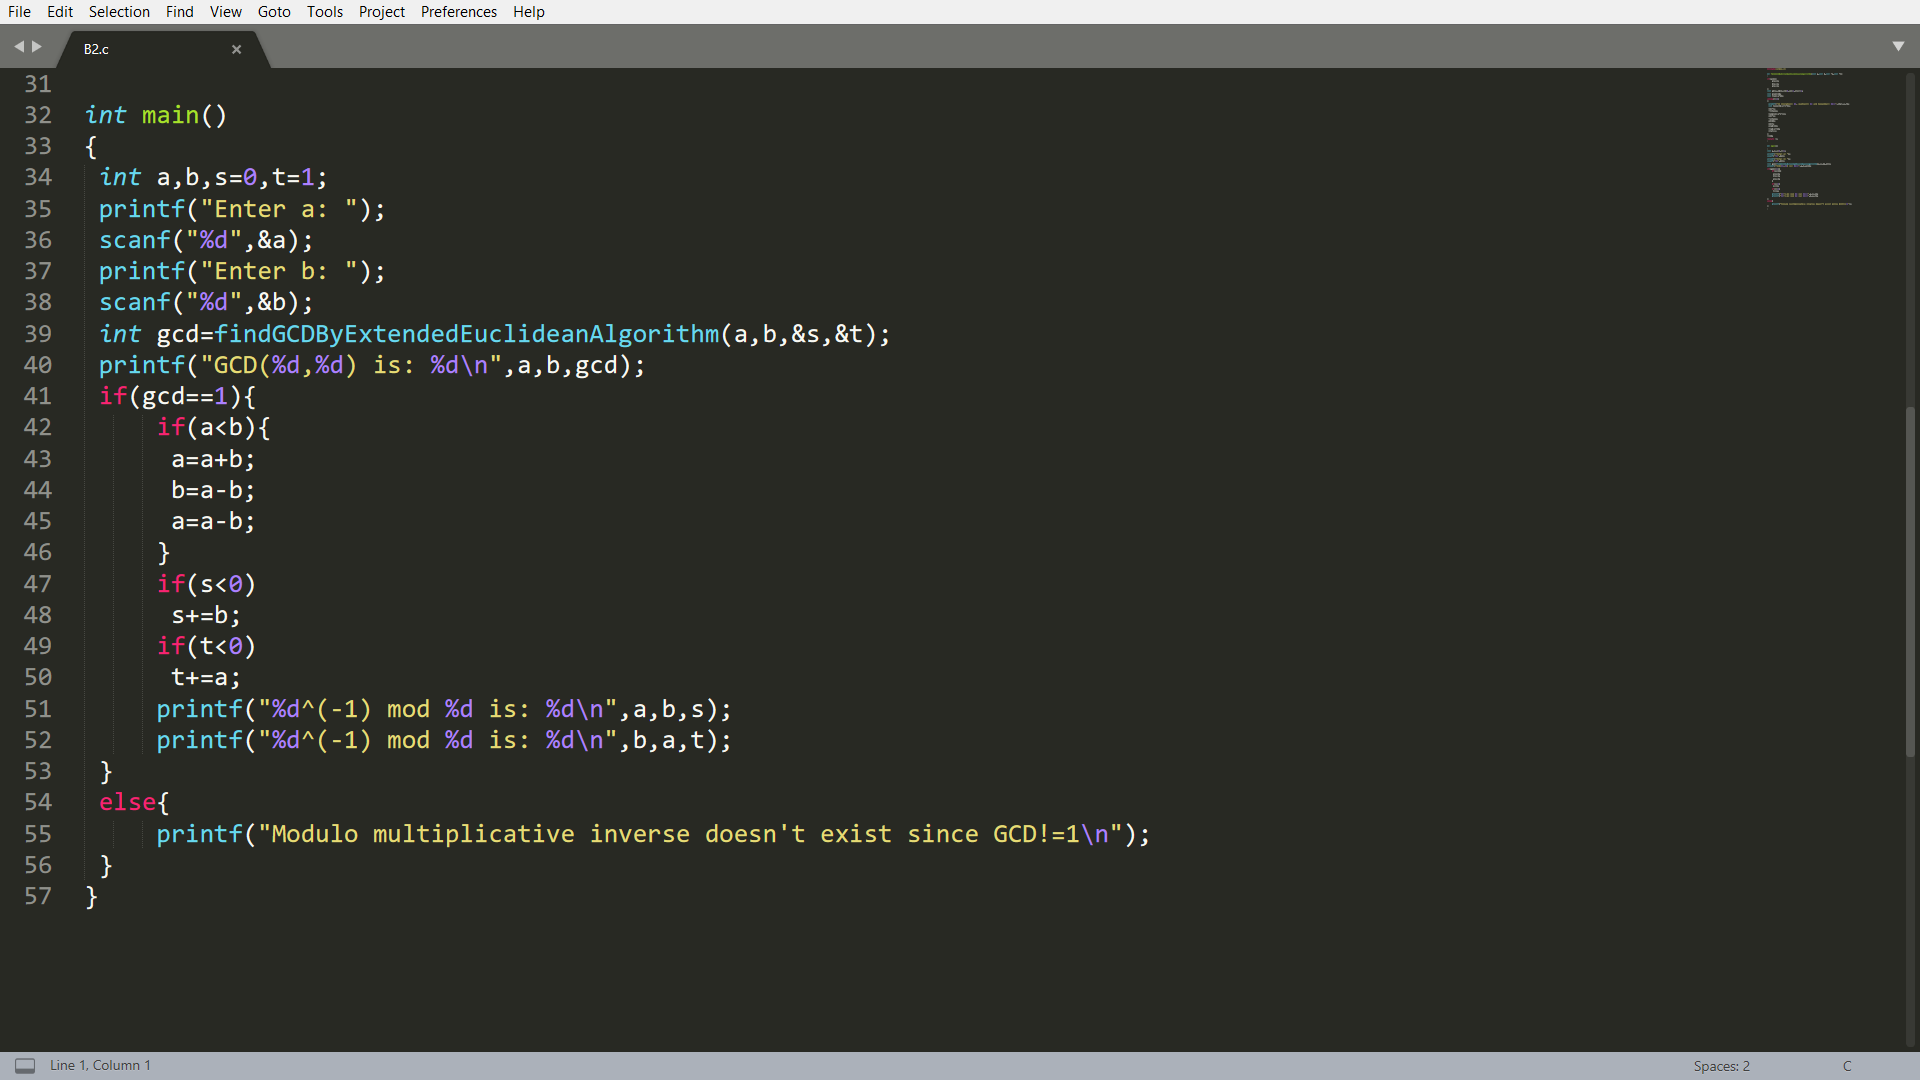 File Edit Selection Find View Goto Tools Project Preferences Help
B2.c
31
32 int main()
33 {
34 int a,b,s=0,t=1;
35 printf("Enter a: ");
36 scanf("%d",&a);
37 printf("Enter b: ");
38 scanf("%d",&b);
39 int gcd=findGCDByExtendedEuclideanAlgorithm(a,b,&s,&t);
40 printf("GCD(%d,%d) is: %d\n",a,b,gcd);
41 if(gcd==1){
42 if(a<b){
43 a=a+b;
44 b=a-b;
45 a=a-b;
46 }
47 if(s<0)
48 s+=b;
49 if(t<0)
50 t+=a;
51 printf("%d^(-1) mod %d is: %d\n",a,b,s);
52 printf("%d^(-1) mod %d is: %d\n",b,a,t);
53 }
54 else{
55 printf("Modulo multiplicative inverse doesn't exist since GCD!=1\n");
56 }
57 }
Line 1, Column 1 Spaces: 2 C